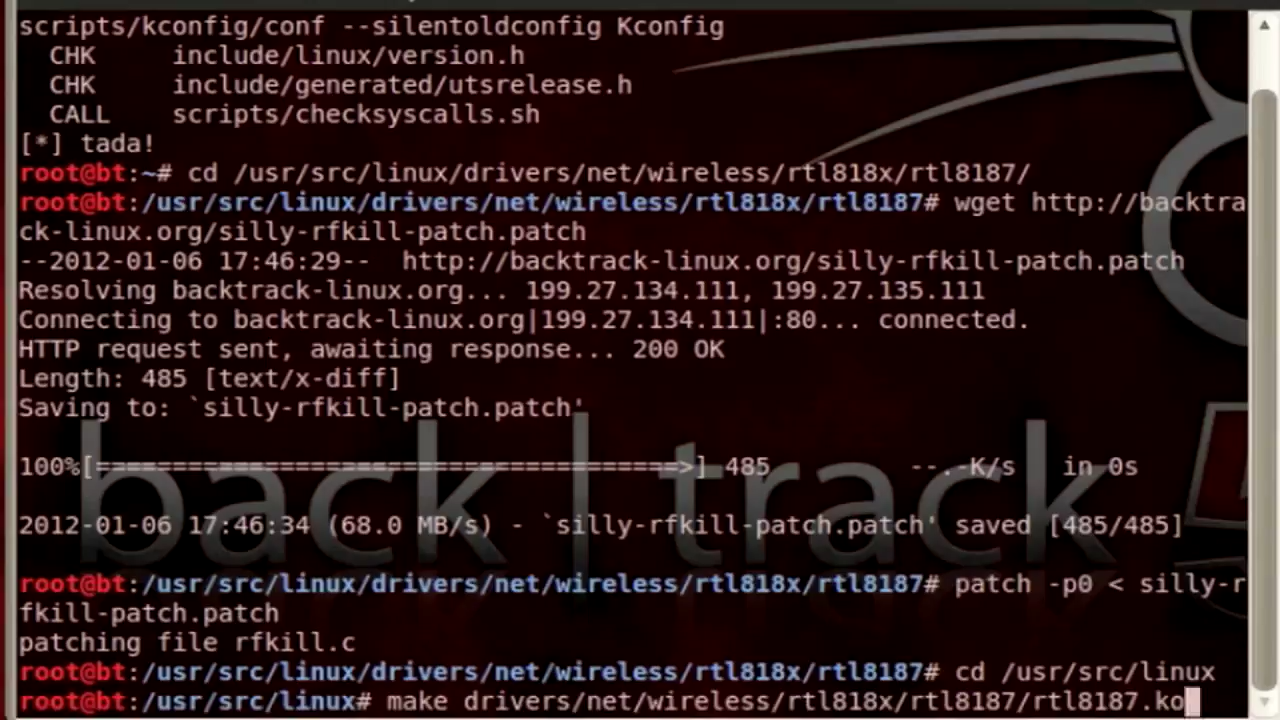 scripts/kconfig/conf --silentoldconfig Kconfig
  CHK     include/linux/version.h
  CHK     include/generated/utsrelease.h
  CALL    scripts/checksyscalls.sh
[*] tada!
root@bt:~# cd /usr/src/linux/drivers/net/wireless/rtl818x/rtl8187/
root@bt:/usr/src/linux/drivers/net/wireless/rtl818x/rtl8187# wget http://backtra
ck-linux.org/silly-rfkill-patch.patch
--2012-01-06 17:46:29--  http://backtrack-linux.org/silly-rfkill-patch.patch
Resolving backtrack-linux.org... 199.27.134.111, 199.27.135.111
Connecting to backtrack-linux.org|199.27.134.111|:80... connected.
HTTP request sent, awaiting response... 200 OK
Length: 485 [text/x-diff]
Saving to: `silly-rfkill-patch.patch'
100%[======================================>] 485         --.-K/s   in 0s
2012-01-06 17:46:34 (68.0 MB/s) - `silly-rfkill-patch.patch' saved [485/485]
back | track
root@bt:/usr/src/linux/drivers/net/wireless/rtl818x/rtl8187# patch -p0 < silly-r
fkill-patch.patch
patching file rfkill.c
root@bt:/usr/src/linux/drivers/net/wireless/rtl818x/rtl8187# cd /usr/src/linux
root@bt:/usr/src/linux# make drivers/net/wireless/rtl818x/rtl8187/rtl8187.ko